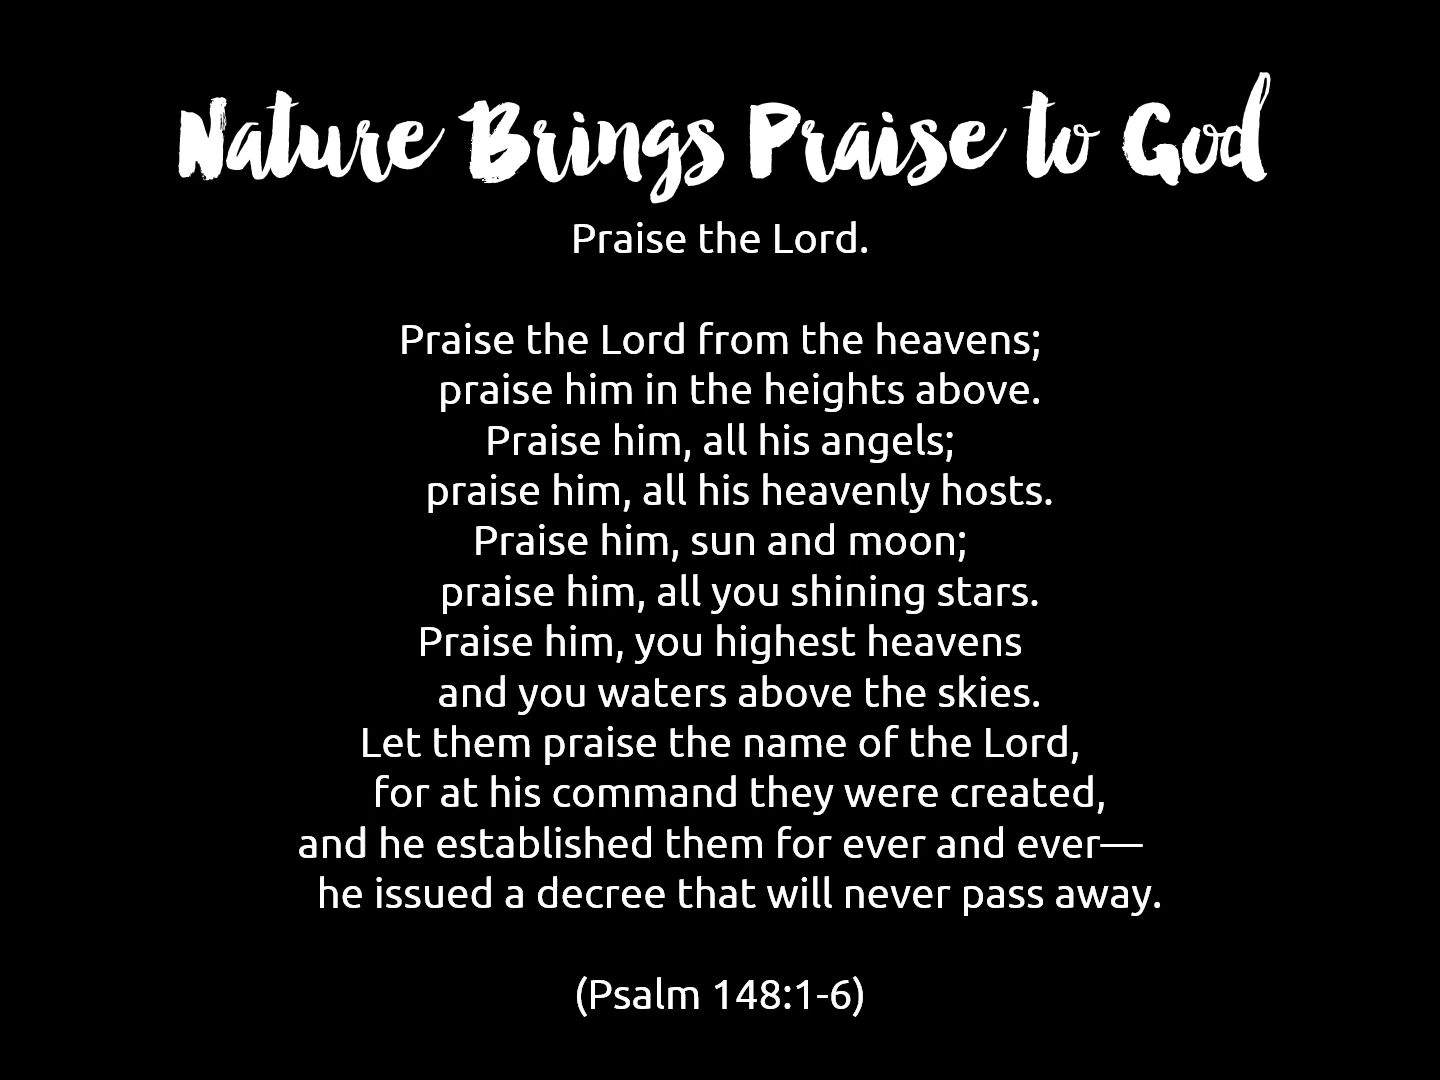 Nature Brings Praise to God
Praise the Lord.
Praise the Lord from the heavens;
praise him in the heights above.
Praise him, all his angels;
praise him, all his heavenly hosts.
Praise him, sun and moon;
praise him, all you shining stars.
Praise him, you highest heavens
and you waters above the skies.
Let them praise the name of the Lord,
for at his command they were created,
and he established them for ever and ever—
he issued a decree that will never pass away.
(Psalm 148:1-6)